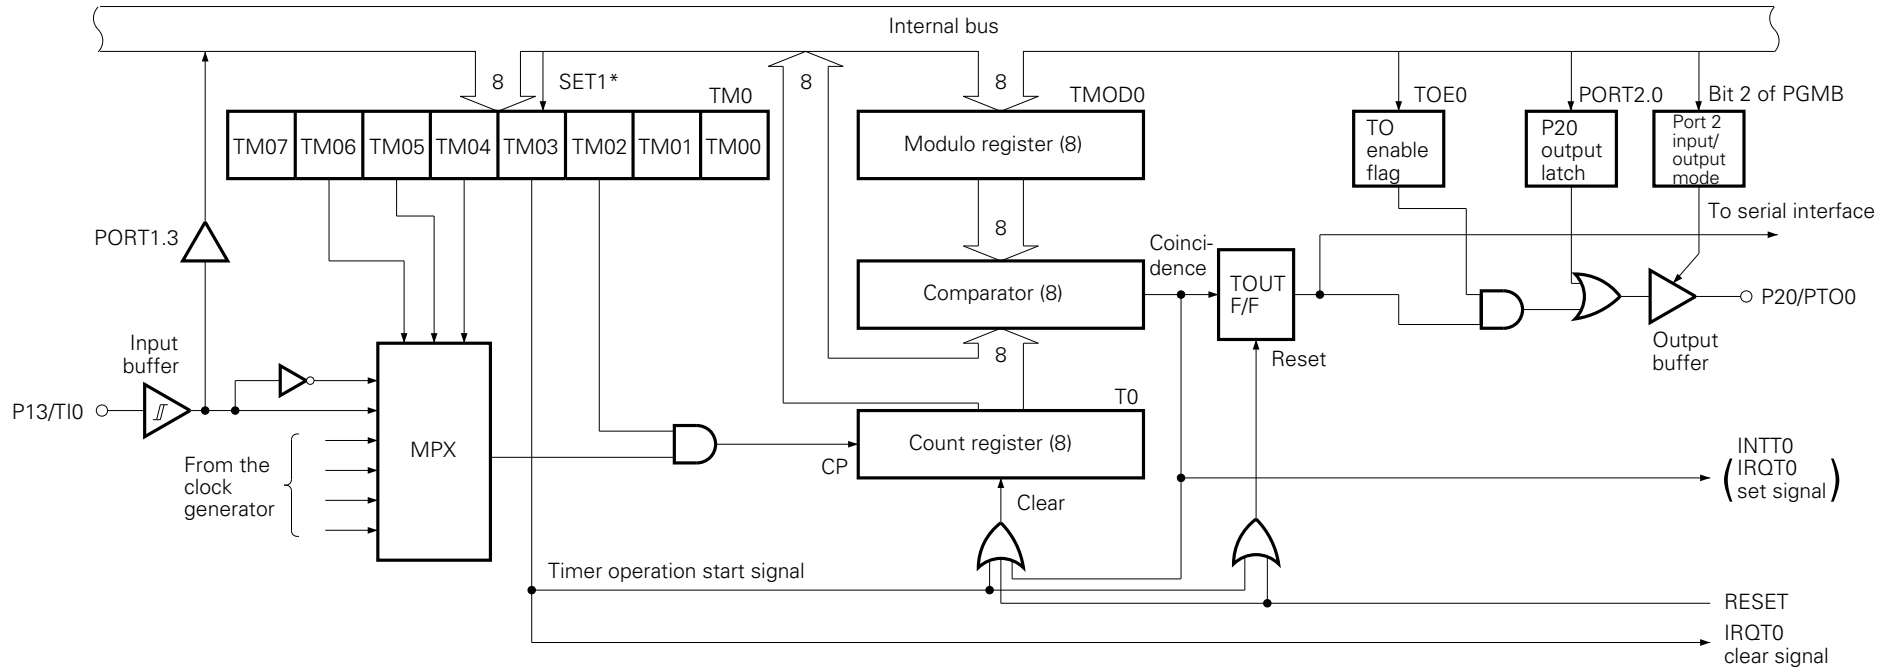 Internal bus
8
SET1*
TM0
8
8
TMOD0
TOE0
PORT2.0
Bit 2 of PGMB
TM07 TM06 TM05 TM04 TM03 TM02 TM01 TM00
Modulo register (8)
TO
enable
flag
P20
output
latch
Port 2
input/
output
mode
PORT1.3
8
To serial interface
Coinci-
dence
Comparator (8)
TOUT
F/F
P20/PTO0
Output
buffer
Input
buffer
8
Reset
P13/TI0
T0
MPX
Count register (8)
CP
From the
clock
generator
Clear
INTT0
(IRQT0
set signal)
Timer operation start signal
RESET
IRQT0
clear signal